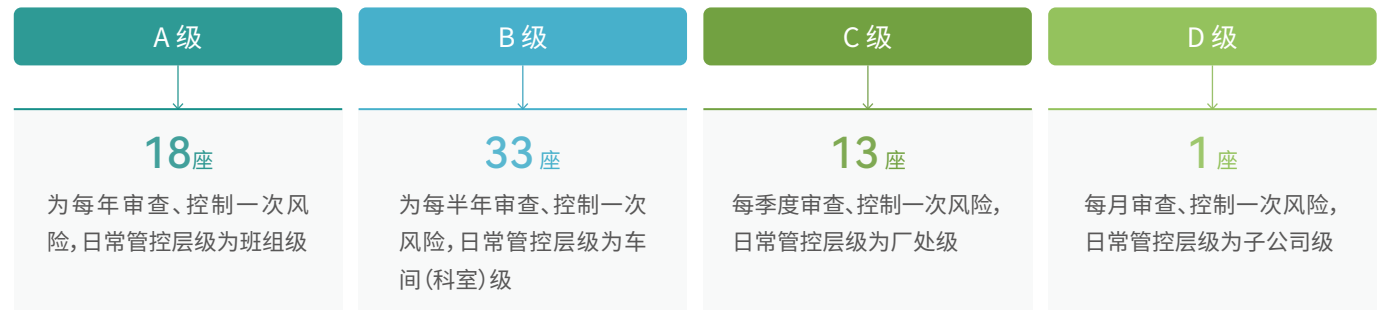 A 级
18座
为每年审查、控制一次风
险,日常管控层级为班组级
B 级
33 座
为每半年审查、控制一次
风险,日常管控层级为车
间(科室)级
C 级
13 座
每季度审查、控制一次风险,
日常管控层级为厂处级
D 级
1 座
每月审查、控制一次风险,
日常管控层级为子公司级